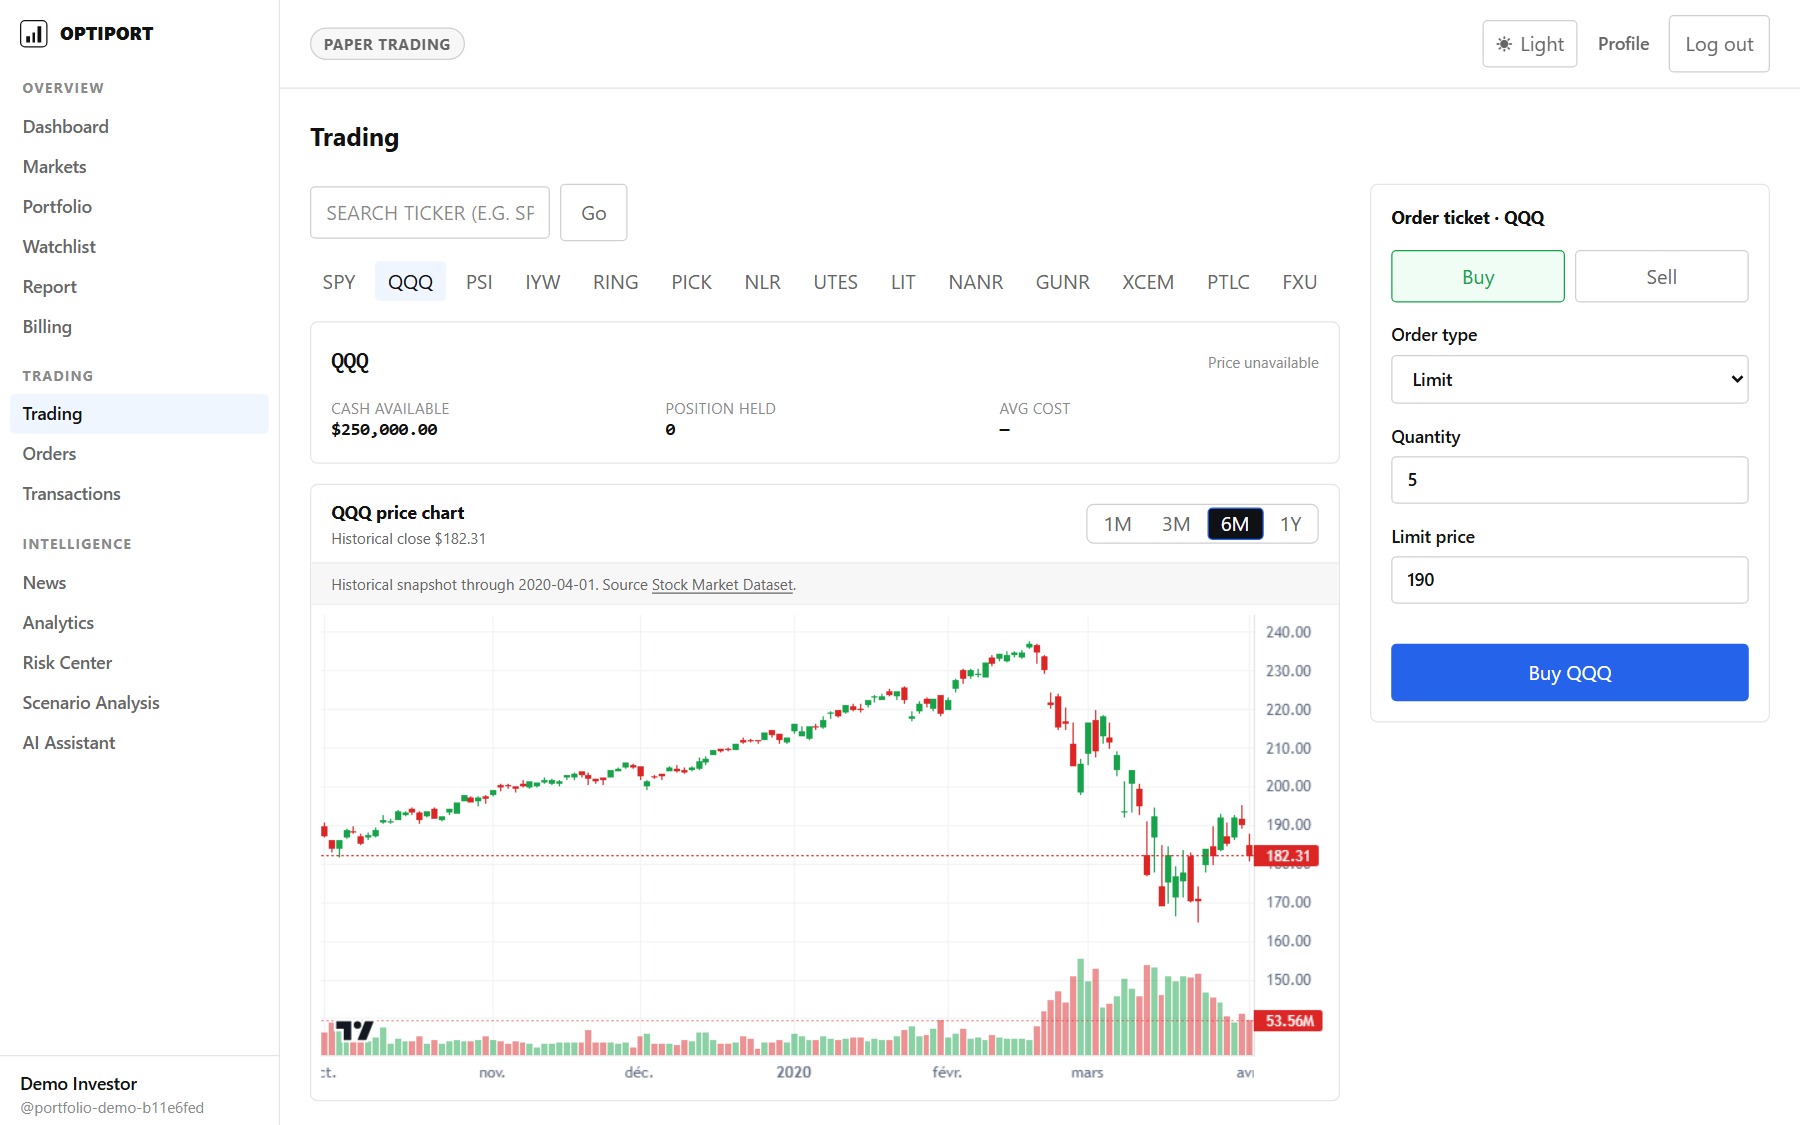 OPTIPORT
OVERVIEW
Dashboard
Markets
Portfolio
Watchlist
Report
Billing
TRADING
Trading
Orders
Transactions
INTELLIGENCE
News
Analytics
Risk Center
Scenario Analysis
AI Assistant
Demo Investor
@portfolio-demo-b11e6fed
PAPER TRADING
Light
Profile
Log out
Trading
SEARCH TICKER (E.G. SP
Go
SPY QQQ PSI IYW RING PICK NLR UTES LIT NANR GUNR XCEM PTLC FXU
QQQ
Price unavailable
CASH AVAILABLE POSITION HELD AVG COST
$250,000.00 0 —
QQQ price chart
Historical close $182.31
1M 3M 6M 1Y
Historical snapshot through 2020-04-01. Source Stock Market Dataset.
240.00
230.00
220.00
210.00
200.00
190.00
182.31
170.00
160.00
150.00
53.56M
ct. nov. déc. 2020 févr. mars avr
Order ticket · QQQ
Buy Sell
Order type
Limit
Quantity
5
Limit price
190
Buy QQQ